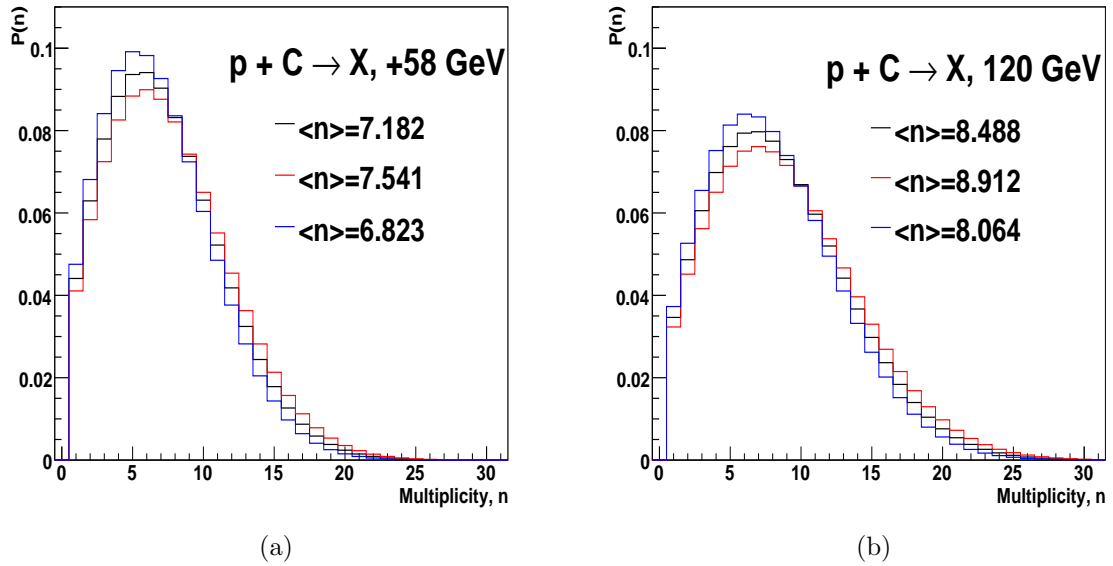 P(n)
0.1
0.08
0.06
0.04
0.02
0
p + C → X, +58 GeV
<n>=7.182
<n>=7.541
<n>=6.823
0 5 10 15 20 25 30
Multiplicity, n
(a)
P(n)
0.1
0.08
0.06
0.04
0.02
0
p + C → X, 120 GeV
<n>=8.488
<n>=8.912
<n>=8.064
0 5 10 15 20 25 30
Multiplicity, n
(b)